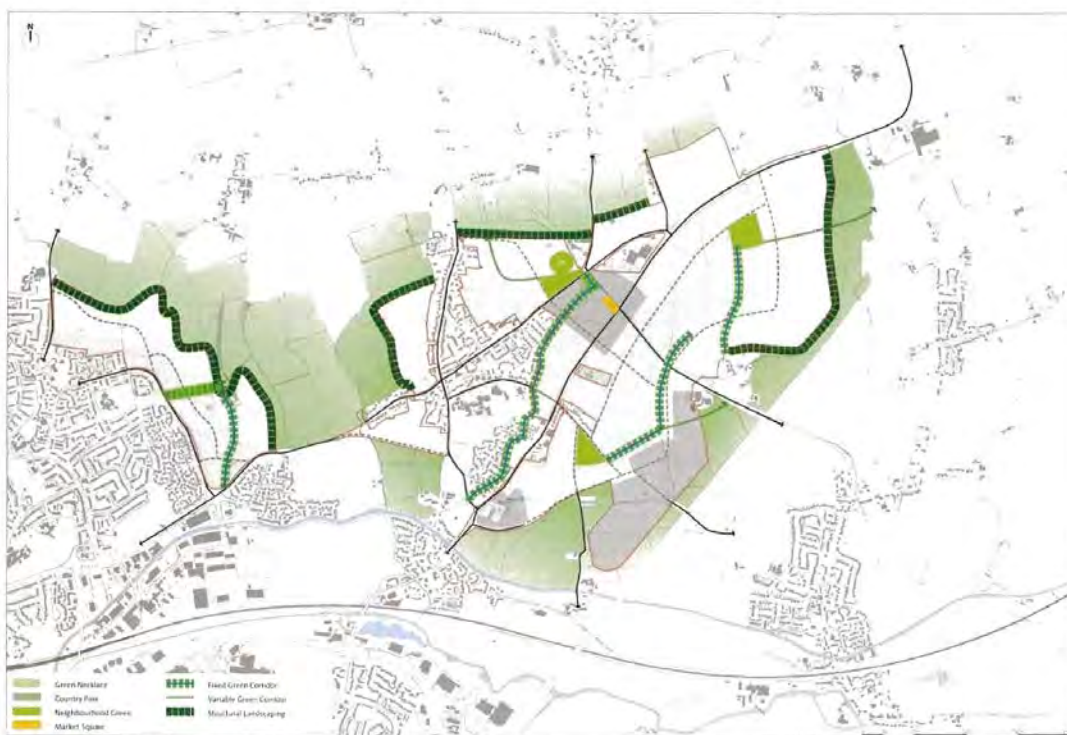 N
Green Necklace
Country Park
Neighbourhood Green
Market Square
Fixed Green Corridor
Variable Green Corridor
Structural Landscaping